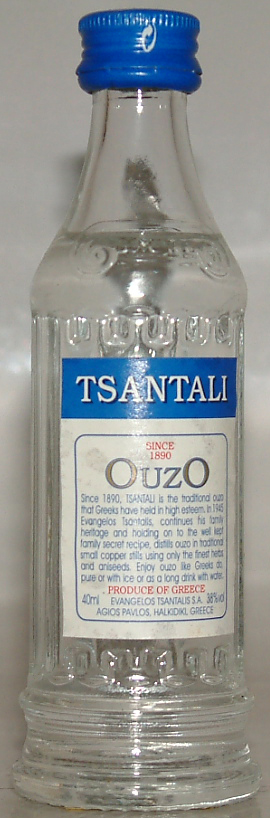 TSANTALI
SINCE
1890
OuzO
Since 1890, TSANTALI is the traditional ouzo
that Greeks have held in high esteem. In 1945
Evangelos Tsantalis, continues his family
heritage and holding on to the well kept
family secret recipe, distills ouzo in traditional
small copper stills using only the finest herbs
and aniseeds. Enjoy ouzo like Greeks do,
pure or with ice or as a long drink with water.
PRODUCE OF GREECE
40ml EVANGELOS TSANTALIS S.A. 38%vol
AGIOS PAVLOS, HALKIDIKI, GREECE